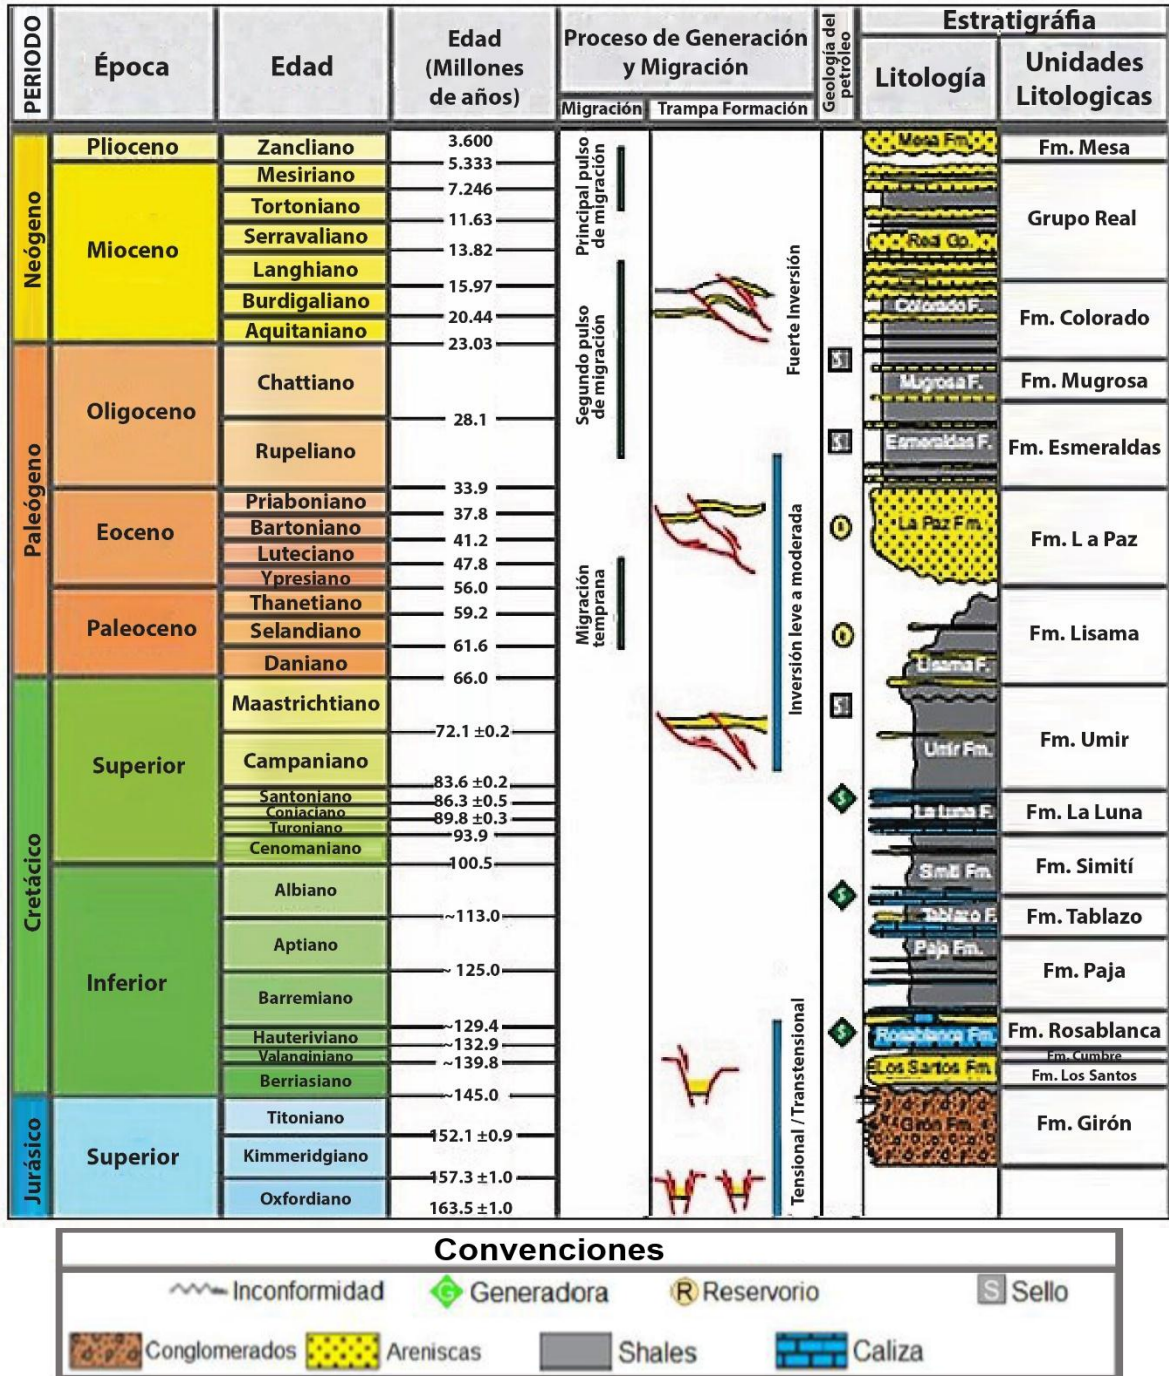 PERIODO
Época
Edad
Edad
(Millones
de años)
Proceso de Generación
y Migración
Migración
Trampa Formación
Geología del
petróleo
Estratigráfia
Litología
Unidades
Litologicas
Neógeno
Plioceno
Mioceno
Zancliano
Mesiriano
Tortoniano
Serravaliano
Langhiano
Burdigaliano
Aquitaniano
3.600
5.333
7.246
11.63
13.82
15.97
20.44
23.03
Paleógeno
Oligoceno
Eoceno
Paleoceno
Chattiano
Rupeliano
Priaboniano
Bartoniano
Luteciano
Ypresiano
Thanetiano
Selandiano
Daniano
28.1
33.9
37.8
41.2
47.8
56.0
59.2
61.6
66.0
Cretácico
Superior
Inferior
Maastrichtiano
Campaniano
Santoniano
Coniaciano
Turoniano
Cenomaniano
Albiano
Aptiano
Barremiano
Hauteriviano
Valanginiano
Berriasiano
72.1 ±0.2
83.6 ±0.2
86.3 ±0.5
89.8 ±0.3
93.9
100.5
~113.0
~ 125.0
~129.4
~132.9
~139.8
~145.0
Jurásico
Superior
Titoniano
Kimmeridgiano
Oxfordiano
152.1 ±0.9
157.3 ±1.0
163.5 ±1.0
Principal pulso
de migración
Segundo pulso
de migración
Migración
temprana
Fuerte Inversión
Inversión leve a moderada
Tensional / Transtensional
S
S
S
S
S
S
Mesa Fm.
Real Gp.
Colorado F.
Mugrosa F.
Esmeraldas F.
La Paz Fm.
Lisama F.
Umir Fm.
La Luna F.
Simití Fm.
Tablazo F.
Paja Fm.
Rosablanca Fm.
Los Santos Fm.
Girón Fm.
Fm. Mesa
Grupo Real
Fm. Colorado
Fm. Mugrosa
Fm. Esmeraldas
Fm. L a Paz
Fm. Lisama
Fm. Umir
Fm. La Luna
Fm. Simití
Fm. Tablazo
Fm. Paja
Fm. Rosablanca
Fm. Cumbre
Fm. Los Santos
Fm. Girón
Convenciones
Inconformidad
G Generadora
R Reservorio
S Sello
Conglomerados
Areniscas
Shales
Caliza